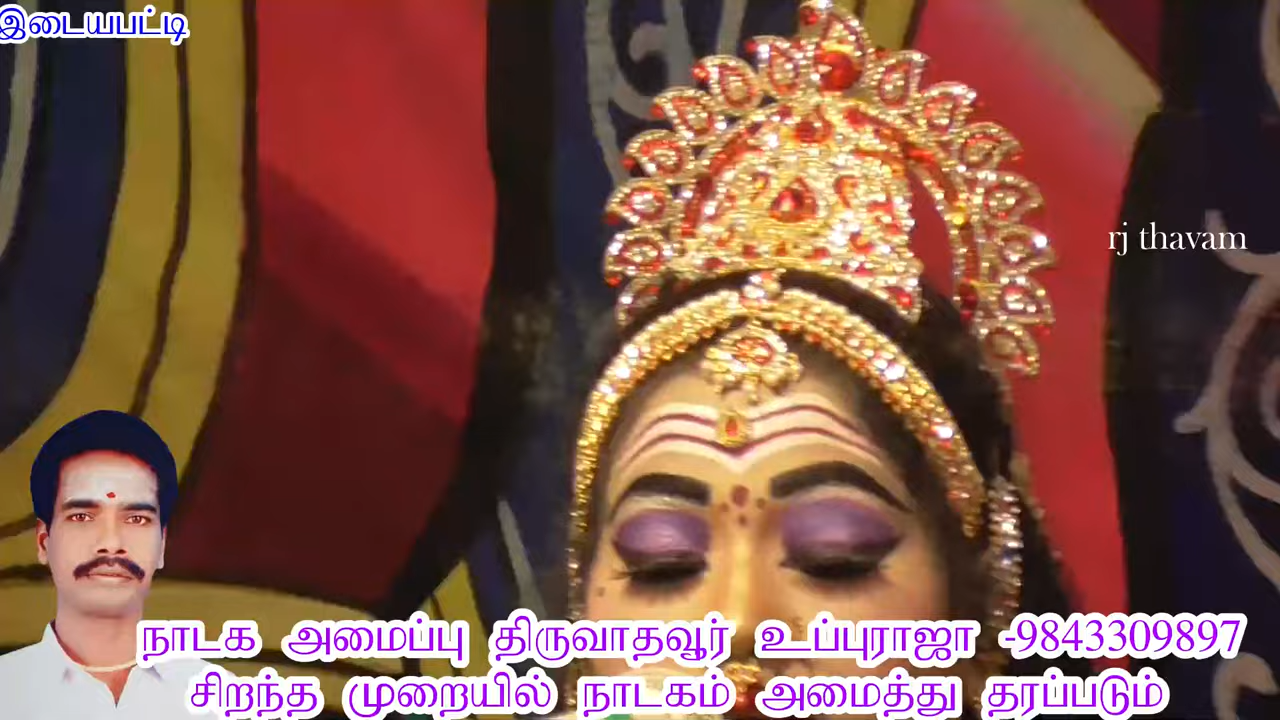 இடையபட்டி
rj thavam
நாடக அமைப்பு திருவாதவூர் உப்புராஜா -9843309897
சிறந்த முறையில் நாடகம் அமைத்து தரப்படும்